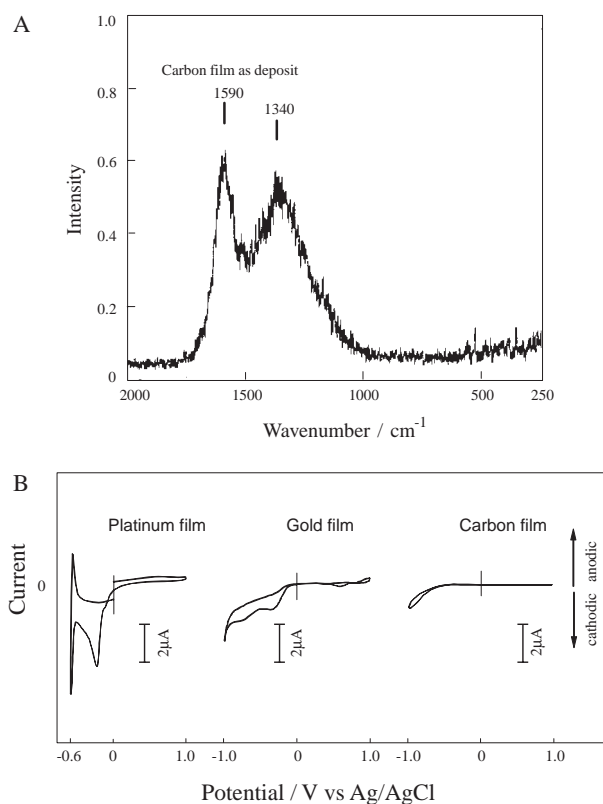 A
1.0
Carbon film as deposit
0.8
1590
1340
0.6
Intensity
0.4
0.2
0
2000 1500 1000 500 250
Wavenumber / cm-1
B
Platinum film Gold film Carbon film
anodic
0
Current
cathodic
2µA 2µA 2µA
-0.6 0 -1.0 0 1.0 -1.0 0 1.0
Potential / V vs Ag/AgCl